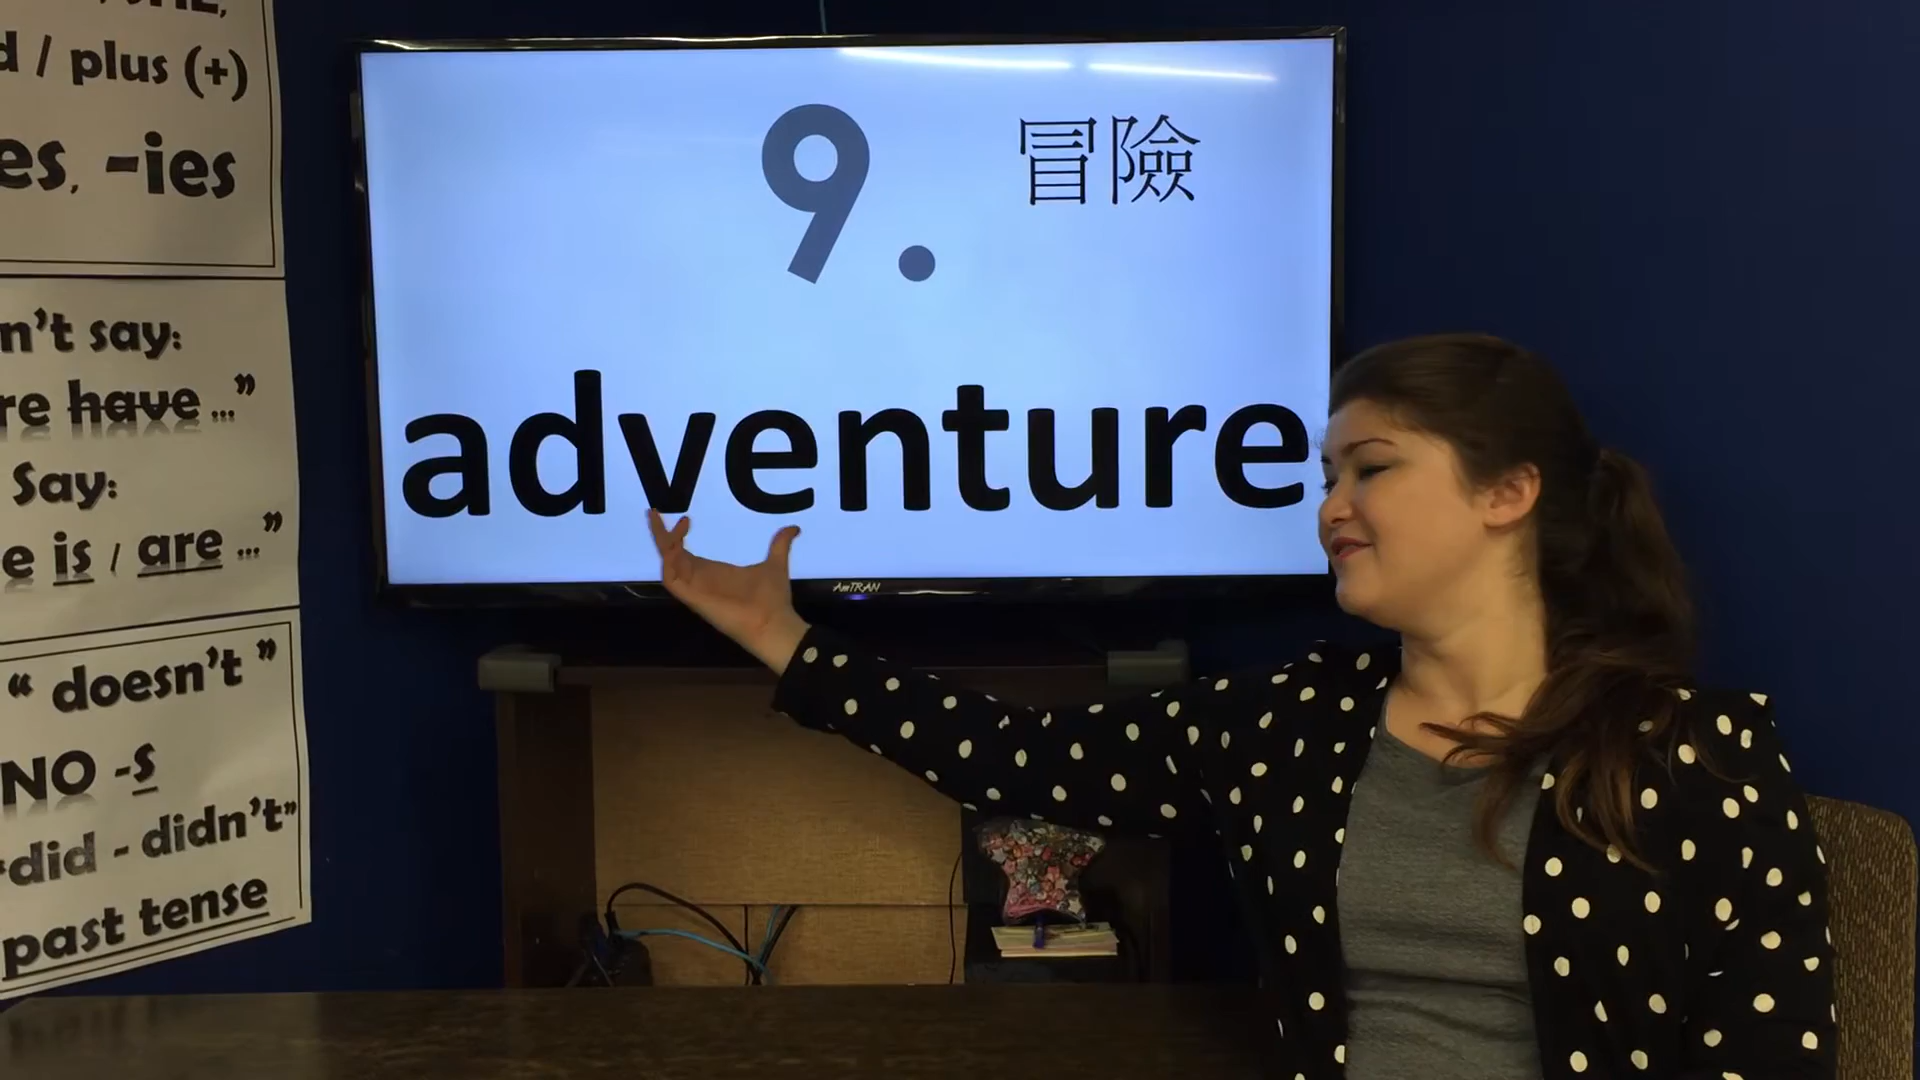 d / plus (+)
es, -ies
n't say:
re have ..."
Say:
e is / are ..."
"doesn't"
NO -s
"did - didn't"
past tense
9. 冒險
adventure
AmTRAN